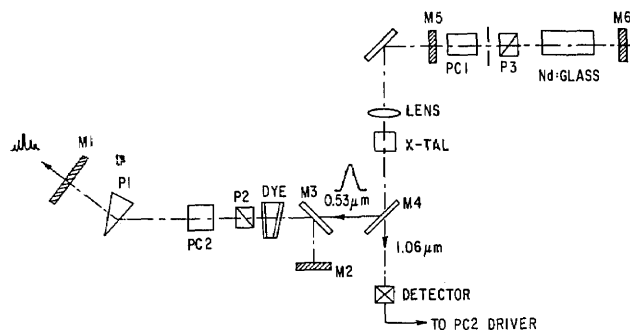 M5
M6
PC1
P3
Nd:GLASS
LENS
X-TAL
M1
P1
P2
DYE
M3
0.53μm
M4
PC2
M2
1.06μm
DETECTOR
TO PC2 DRIVER